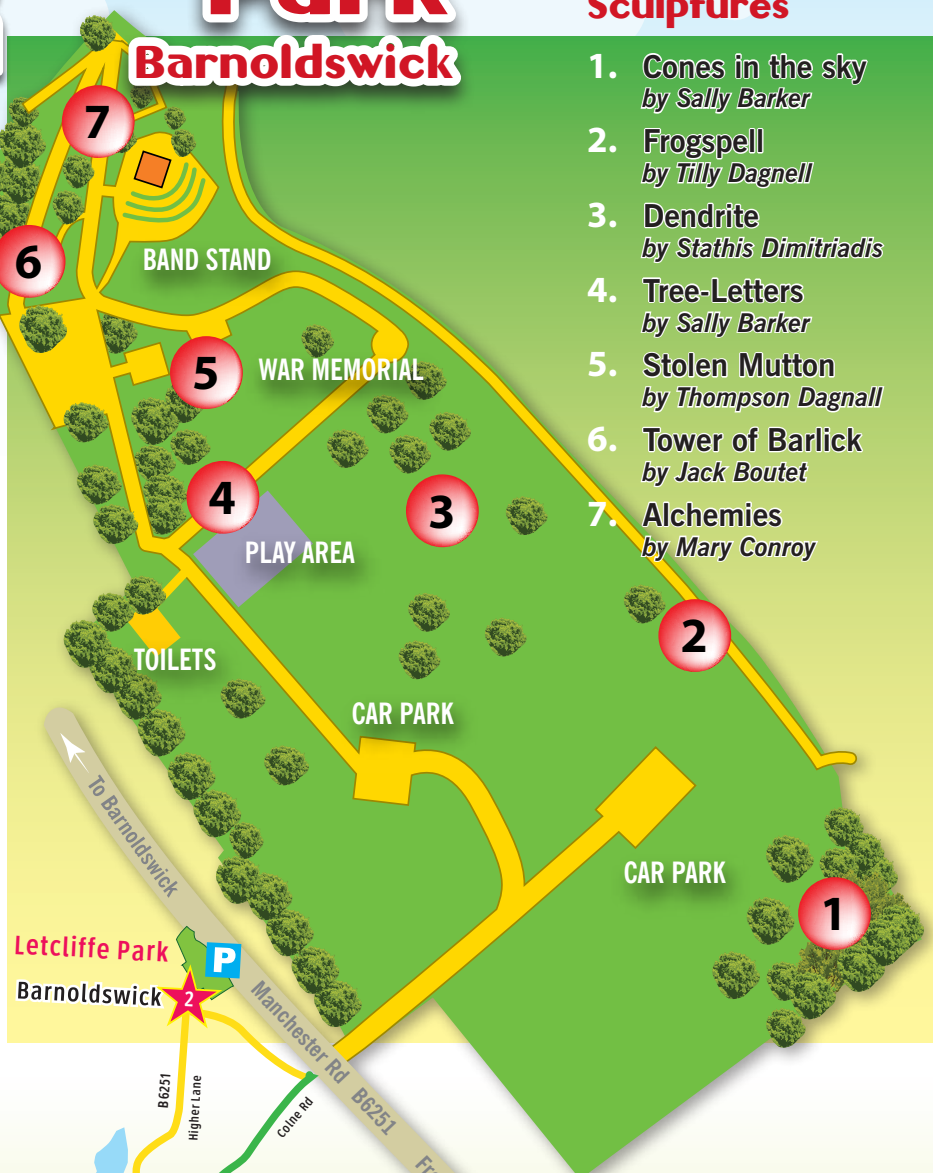 Park
Barnoldswick
Sculptures
1. Cones in the sky
by Sally Barker
2. Frogspell
by Tilly Dagnell
3. Dendrite
by Stathis Dimitriadis
4. Tree-Letters
by Sally Barker
5. Stolen Mutton
by Thompson Dagnall
6. Tower of Barlick
by Jack Boutet
7. Alchemies
by Mary Conroy
7
6
BAND STAND
5
WAR MEMORIAL
4
3
PLAY AREA
2
TOILETS
CAR PARK
To Barnoldswick
CAR PARK
1
Letcliffe Park
P
Barnoldswick
2
Manchester Rd B6251
B6251
Higher Lane
Colne Rd